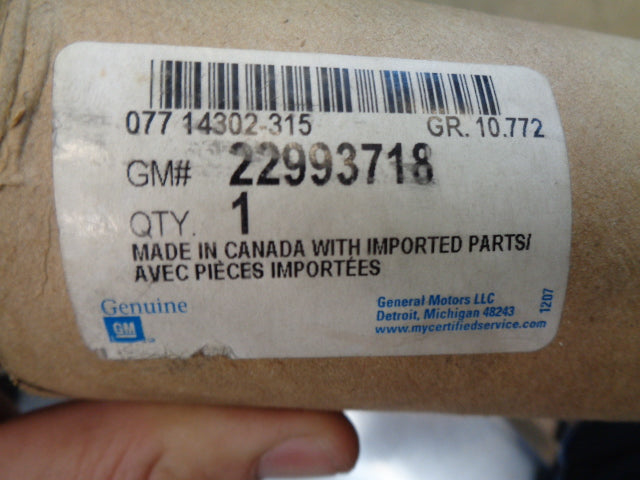 077 14302-315 GR. 10.772
GM# 22993718
QTY. 1
MADE IN CANADA WITH IMPORTED PARTS/
AVEC PIÈCES IMPORTÉES
Genuine
GM
General Motors LLC
Detroit, Michigan 48243
www.mycertifiedservice.com
1207